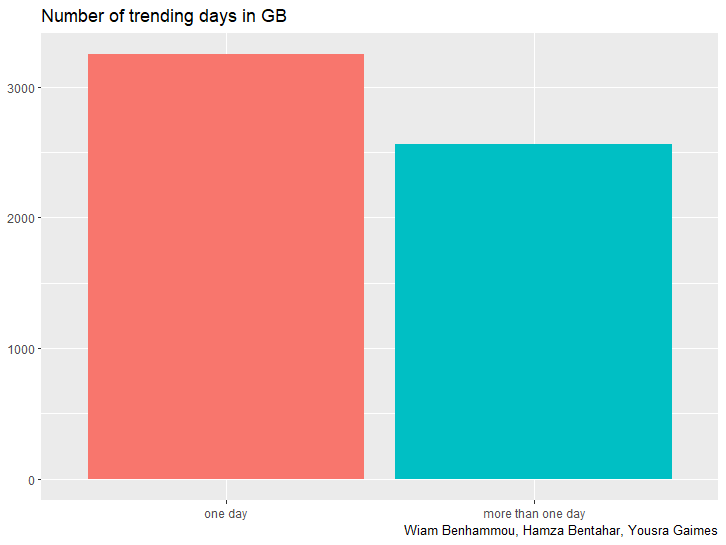 Number of trending days in GB
3000
2000
1000
0
one day
more than one day
Wiam Benhammou, Hamza Bentahar, Yousra Gaimes